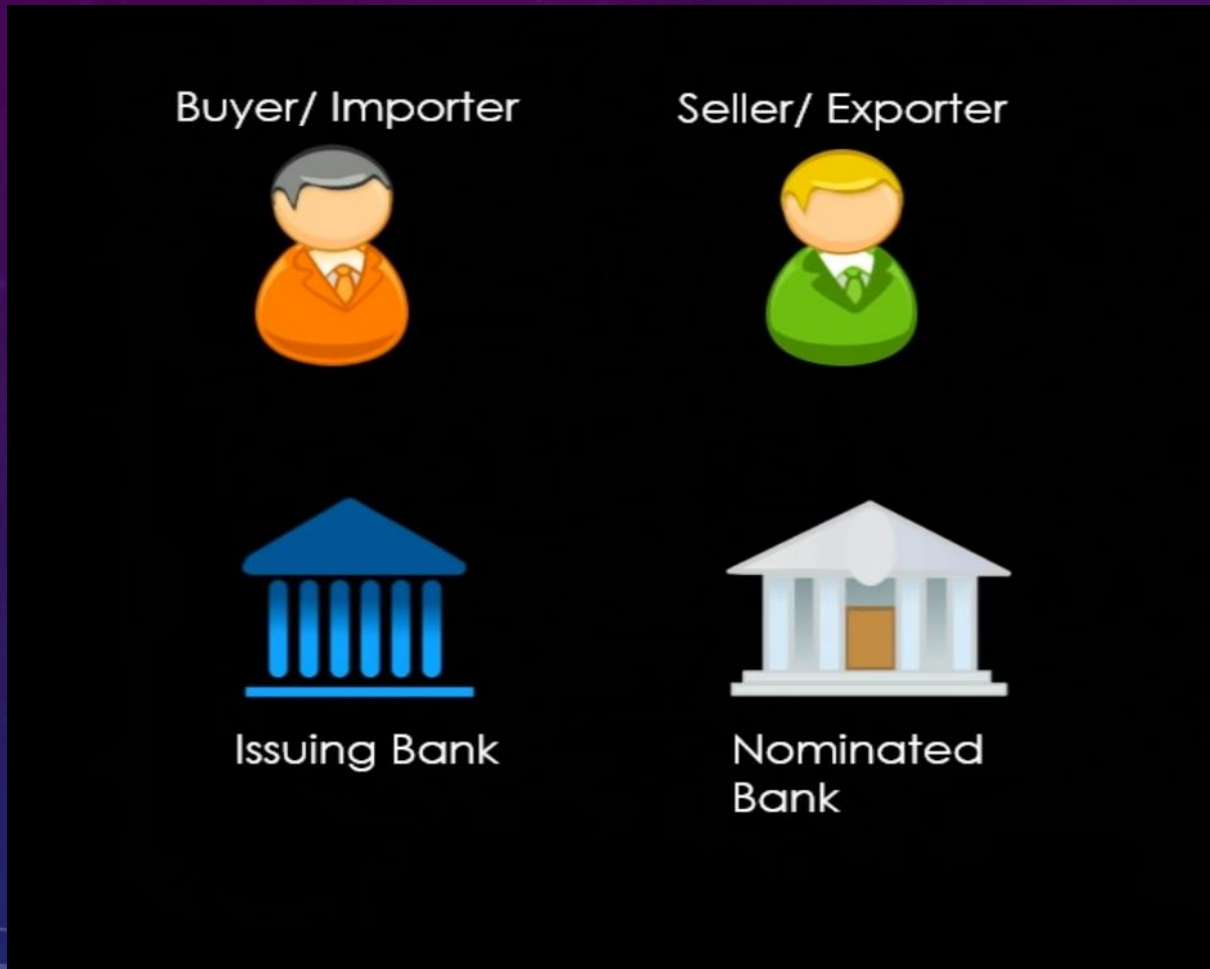 Buyer/ Importer
Seller/ Exporter
Issuing Bank
Nominated
Bank